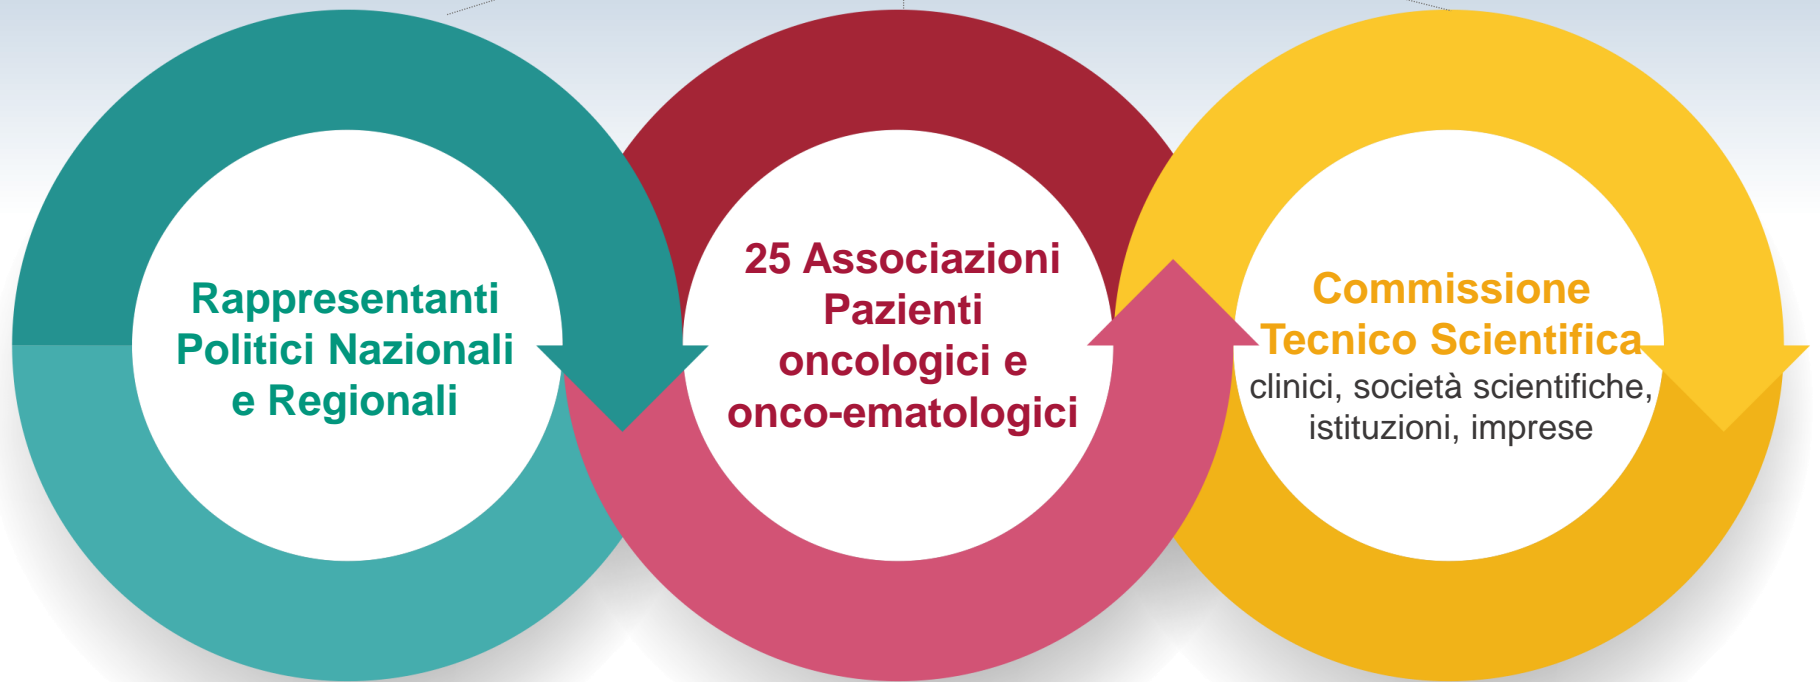 Rappresentanti
Politici Nazionali
e Regionali
25 Associazioni
Pazienti
oncologici e
onco-ematologici
Commissione
Tecnico Scientifica
clinici, società scientifiche,
istituzioni, imprese